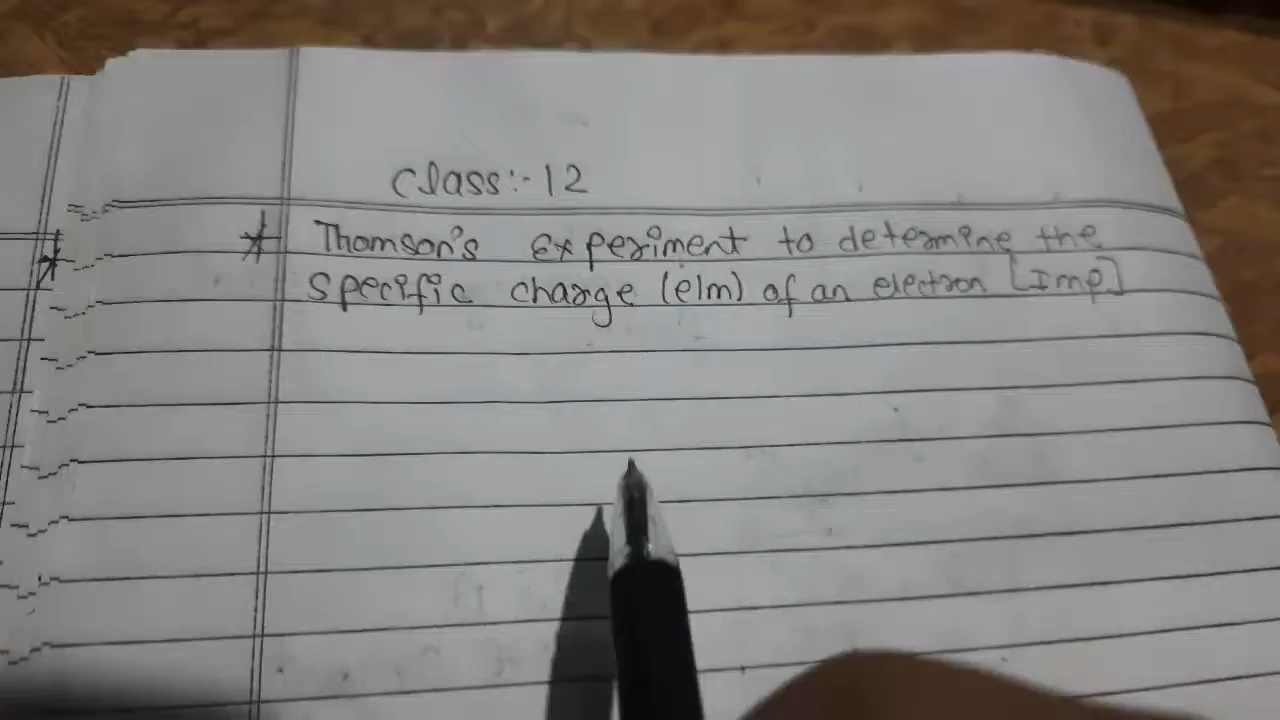 Class:- 12
* Thomson's experiment to determine the
specific charge (e/m) of an electron [Imp]